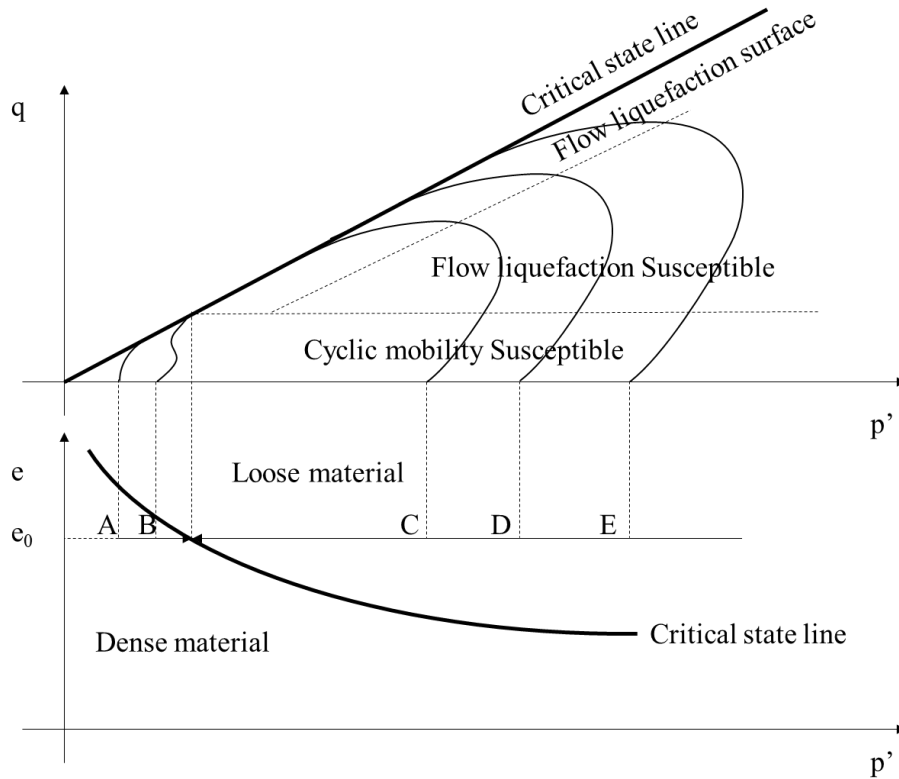 Critical state line
Flow liquefaction surface
q
Flow liquefaction Susceptible
Cyclic mobility Susceptible
p’
e
Loose material
e0
A
B
C
D
E
Dense material
Critical state line
p’